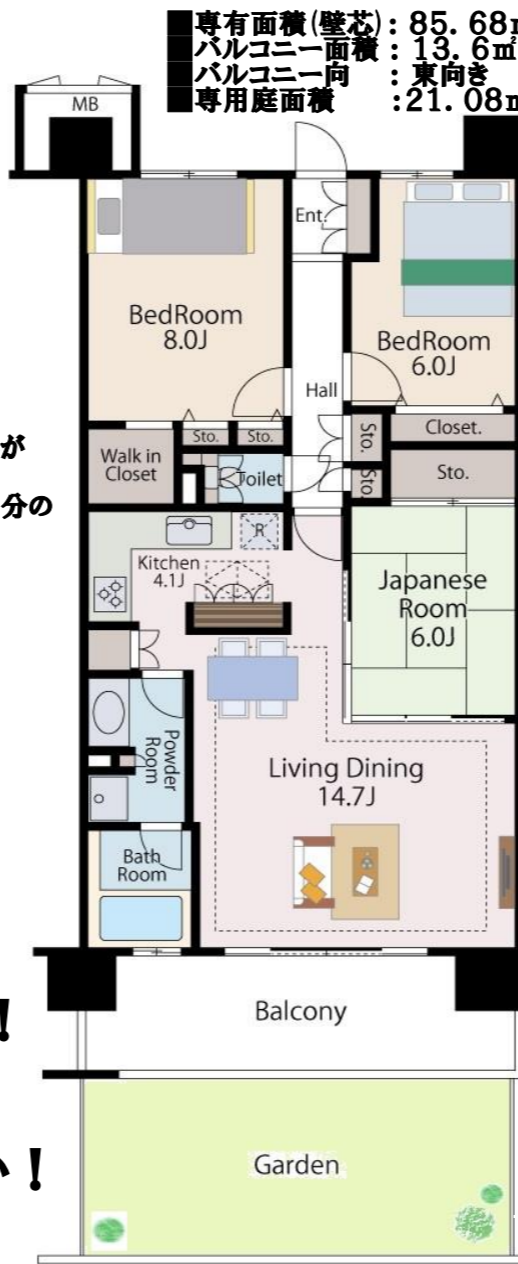 ■専有面積(壁芯): 85.68㎡
■バルコニー面積 : 13.6㎡
■バルコニー向 : 東向き
■専用庭面積 :21.08㎡
MB
Ent.
BedRoom
8.0J
BedRoom
6.0J
Hall
が
分の
Walk in
Closet
Sto.
Sto.
Sto.
Closet.
Toilet
Sto.
Sto.
R
Kitchen
4.1J
Japanese
Room
6.0J
Powder
Room
Living Dining
14.7J
Bath
Room
！
Balcony
い！
Garden